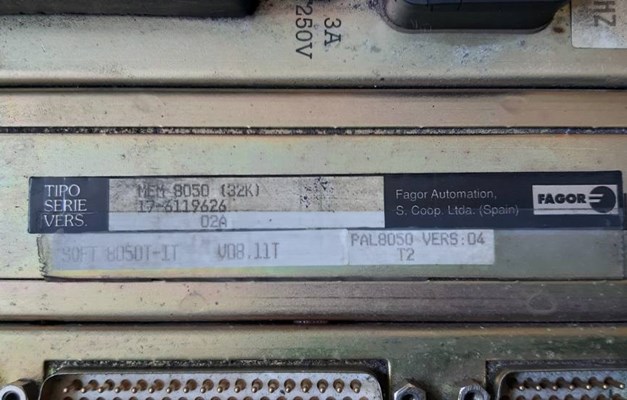 3A
250V
HZ
TIPO MEM 8050 (32K)
SERIE 17-6119626
VERS. 02A
Fagor Automation,
S. Coop. Ltda. (Spain)
FAGOR
SOFT 8050T-1T V08.11T
PAL8050 VERS:04
T2